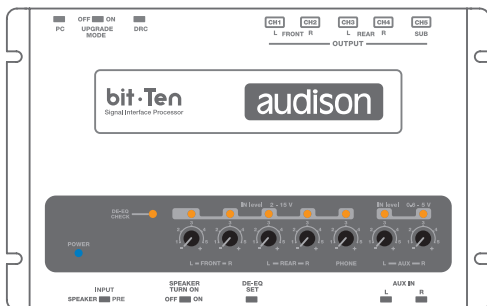 OFF ON
PC UPGRADE MODE DRC
CH1 CH2 CH3 CH4 CH5
L FRONT R L REAR R SUB
OUTPUT
bit·Ten
Signal Interface Processor
audison
DE-EQ CHECK
IN level 2 - 15 V
IN level
POWER
L FRONT R L REAR R PHONE L AUX R
INPUT
SPEAKER PRE
SPEAKER TURN ON
OFF ON
DE-EQ SET
AUX IN
L R